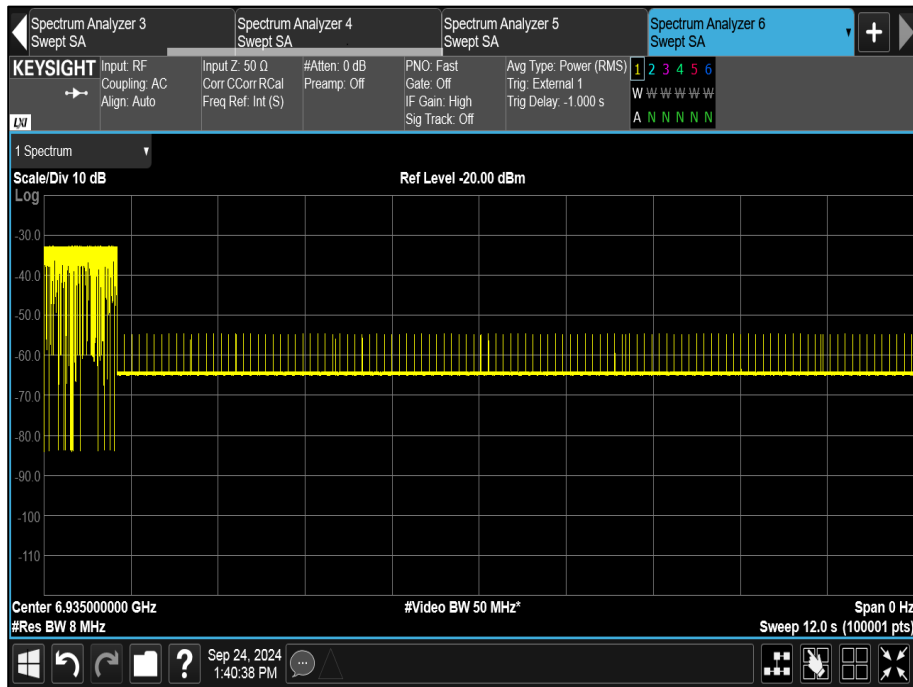 Spectrum Analyzer 3
Swept SA
Spectrum Analyzer 4
Swept SA
Spectrum Analyzer 5
Swept SA
Spectrum Analyzer 6
Swept SA
+
KEYSIGHT
LXI
Input: RF
Coupling: AC
Align: Auto
Input Z: 50 Ω
Corr CCorr RCal
Freq Ref: Int (S)
#Atten: 0 dB
Preamp: Off
PNO: Fast
Gate: Off
IF Gain: High
Sig Track: Off
Avg Type: Power (RMS)
Trig: External 1
Trig Delay: -1.000 s
1 2 3 4 5 6
W W W W W W
A N N N N N
1 Spectrum
Scale/Div 10 dB
Ref Level -20.00 dBm
Log
-30.0
-40.0
-50.0
-60.0
-70.0
-80.0
-90.0
-100
-110
Center 6.935000000 GHz
#Video BW 50 MHz*
Span 0 Hz
#Res BW 8 MHz
Sweep 12.0 s (100001 pts)
?
Sep 24, 2024
1:40:38 PM